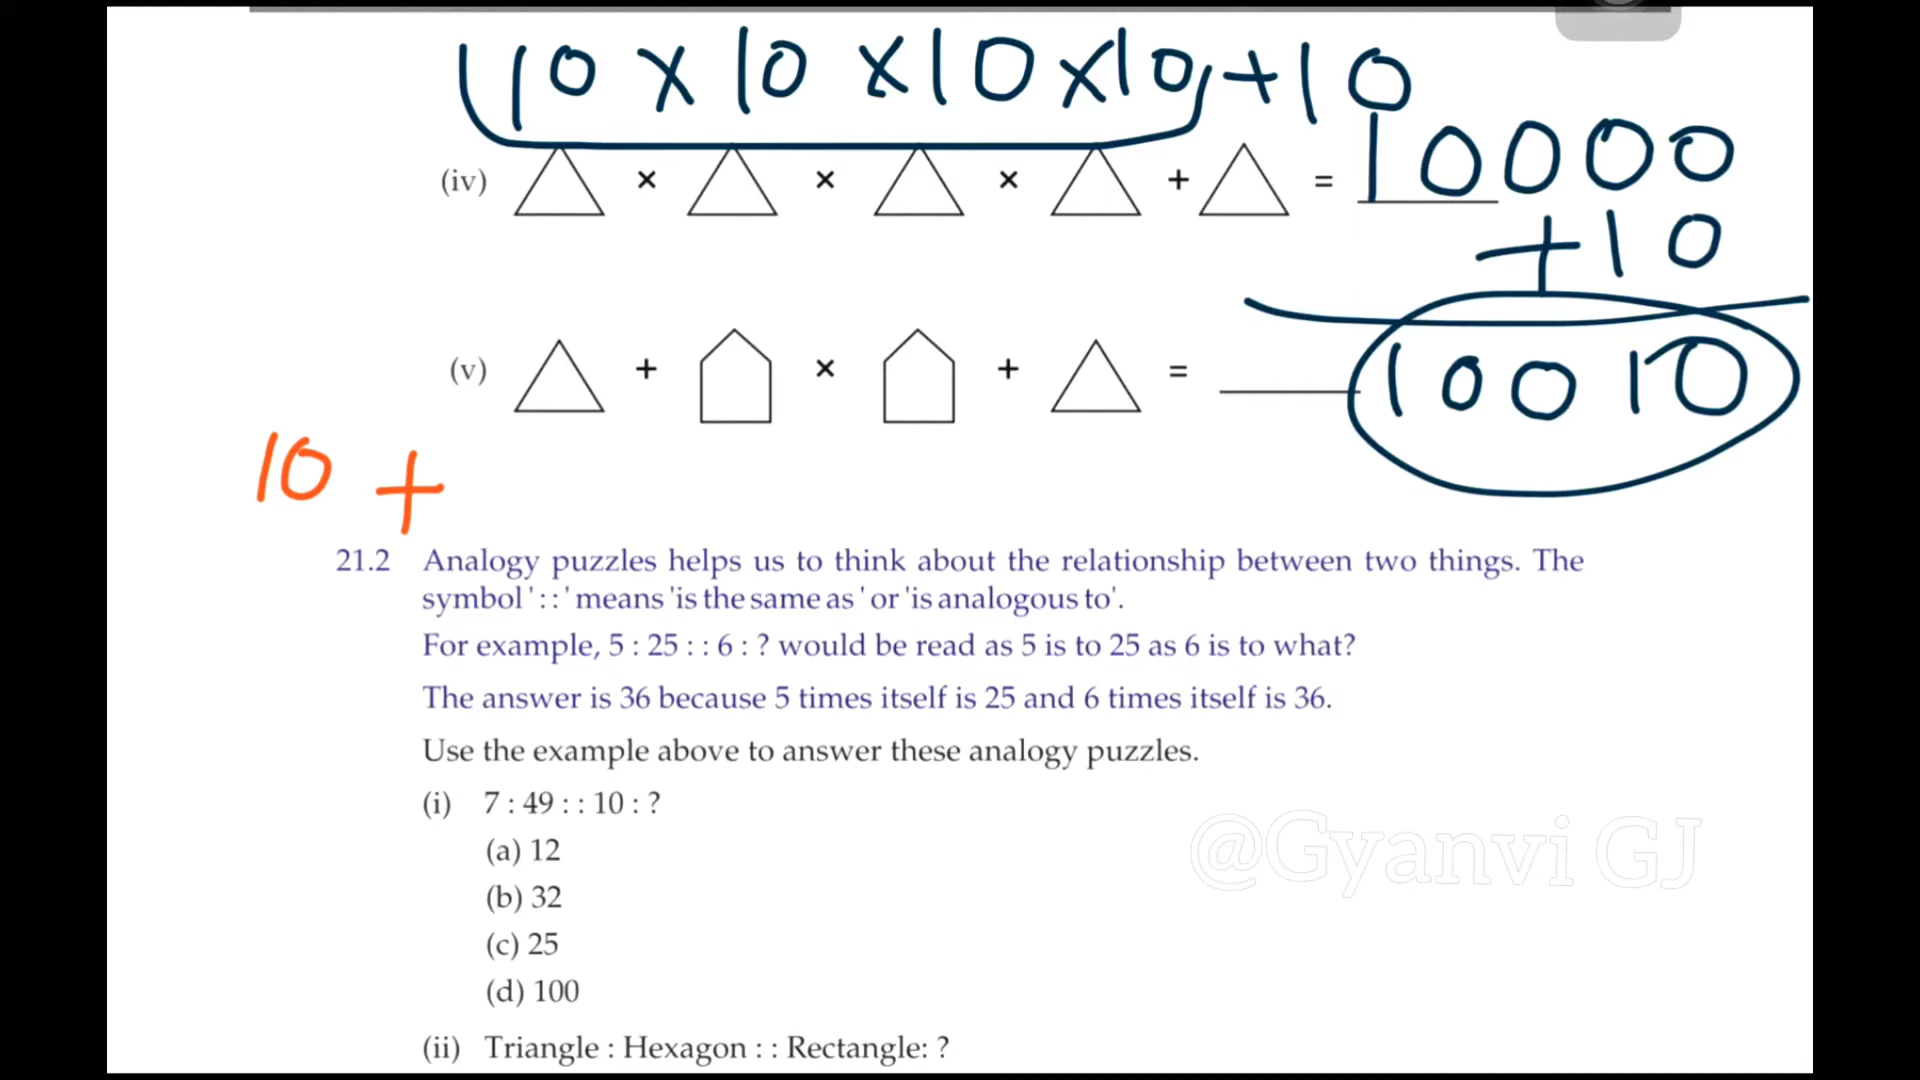 10 × 10 × 10 × 10 + 10
(iv) △ × △ × △ × △ + △ = 10000
+10
(v) △ + × + △ = 10010
10 +
21.2 Analogy puzzles helps us to think about the relationship between two things. The
symbol ' : : ' means 'is the same as ' or 'is analogous to'.
For example, 5 : 25 : : 6 : ? would be read as 5 is to 25 as 6 is to what?
The answer is 36 because 5 times itself is 25 and 6 times itself is 36.
Use the example above to answer these analogy puzzles.
(i) 7 : 49 : : 10 : ?
(a) 12
(b) 32
(c) 25
(d) 100
@Gyanvi GJ
(ii) Triangle : Hexagon : : Rectangle: ?